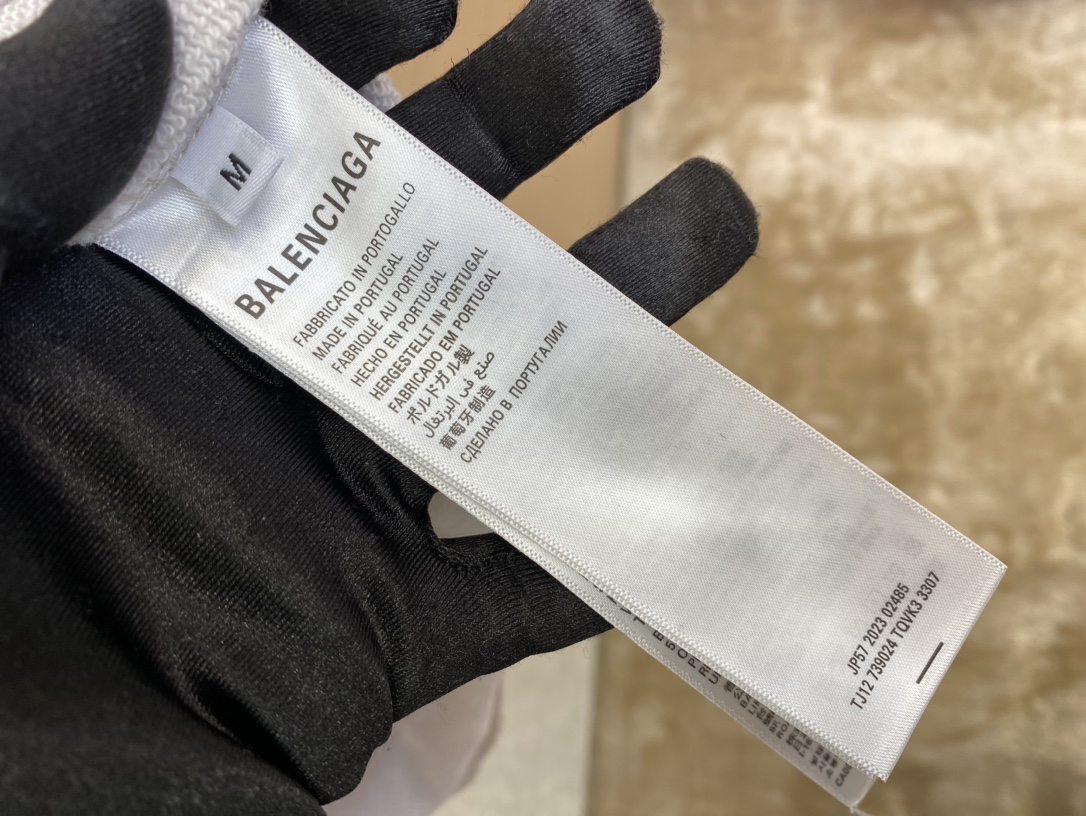 M
BALENCIAGA
FABBRICATO IN PORTOGALLO
MADE IN PORTUGAL
FABRIQUÉ AU PORTUGAL
HECHO EN PORTUGAL
HERGESTELLT IN PORTUGAL
FABRICADO EM PORTUGAL
ポルトガル製
صنع في البرتغال
葡萄牙制造
СДЕЛАНО В ПОРТУГАЛИИ
JP57 2023 02485
TJ12 739024 TQVK3 3307